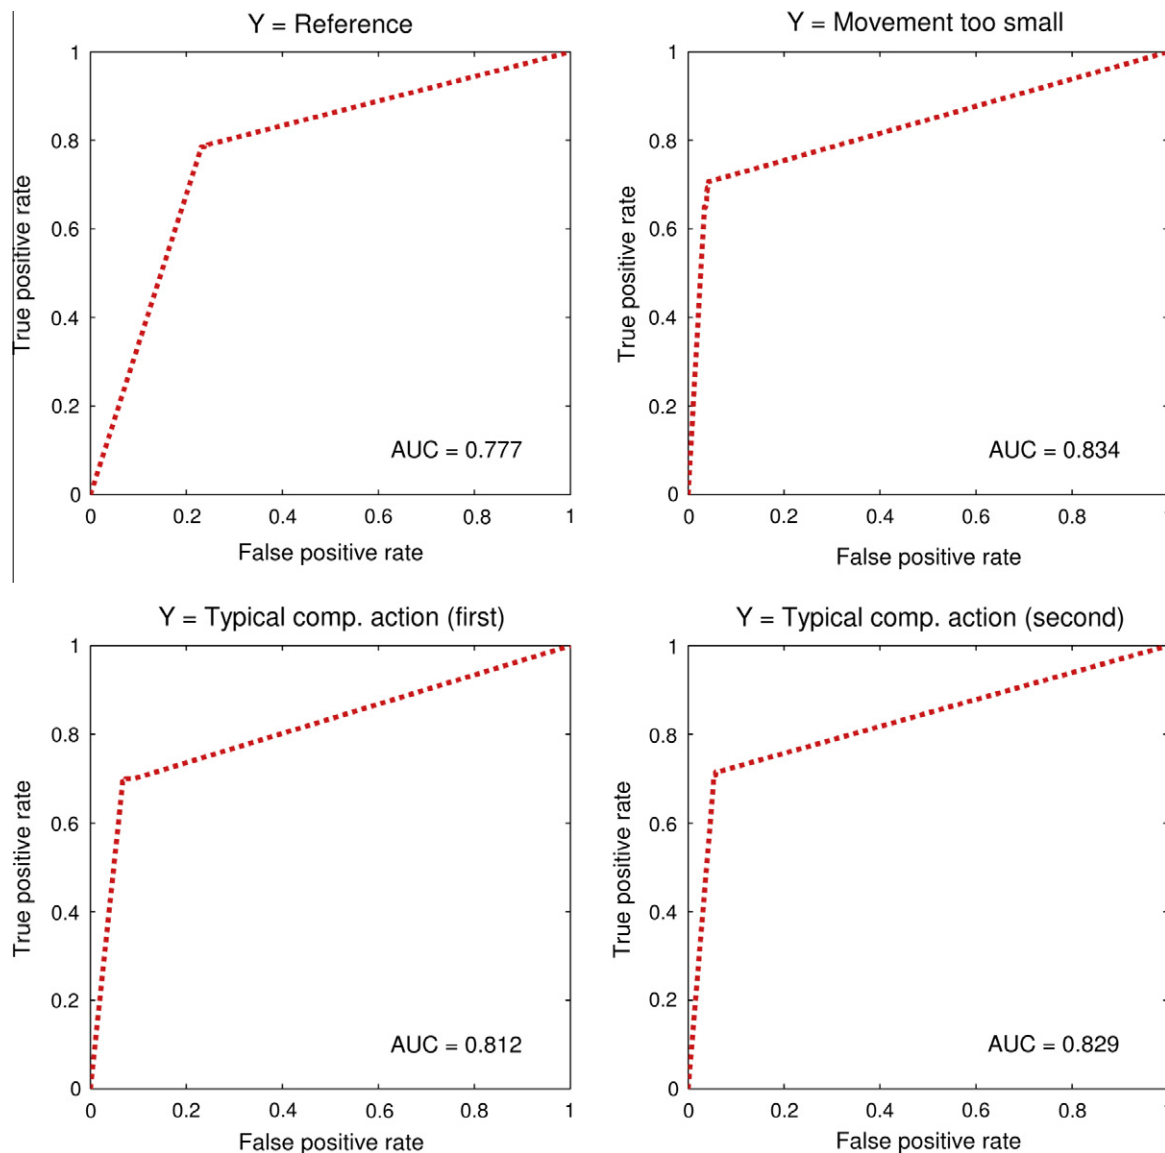 Y = Reference
1
0.8
0.6
0.4
0.2
0
True positive rate
AUC = 0.777
0 0.2 0.4 0.6 0.8 1
False positive rate
Y = Movement too small
1
0.8
0.6
0.4
0.2
0
True positive rate
AUC = 0.834
0 0.2 0.4 0.6 0.8
False positive rate
Y = Typical comp. action (first)
1
0.8
0.6
0.4
0.2
0
True positive rate
AUC = 0.812
0 0.2 0.4 0.6 0.8 1
False positive rate
Y = Typical comp. action (second)
1
0.8
0.6
0.4
0.2
0
True positive rate
AUC = 0.829
0 0.2 0.4 0.6 0.8
False positive rate